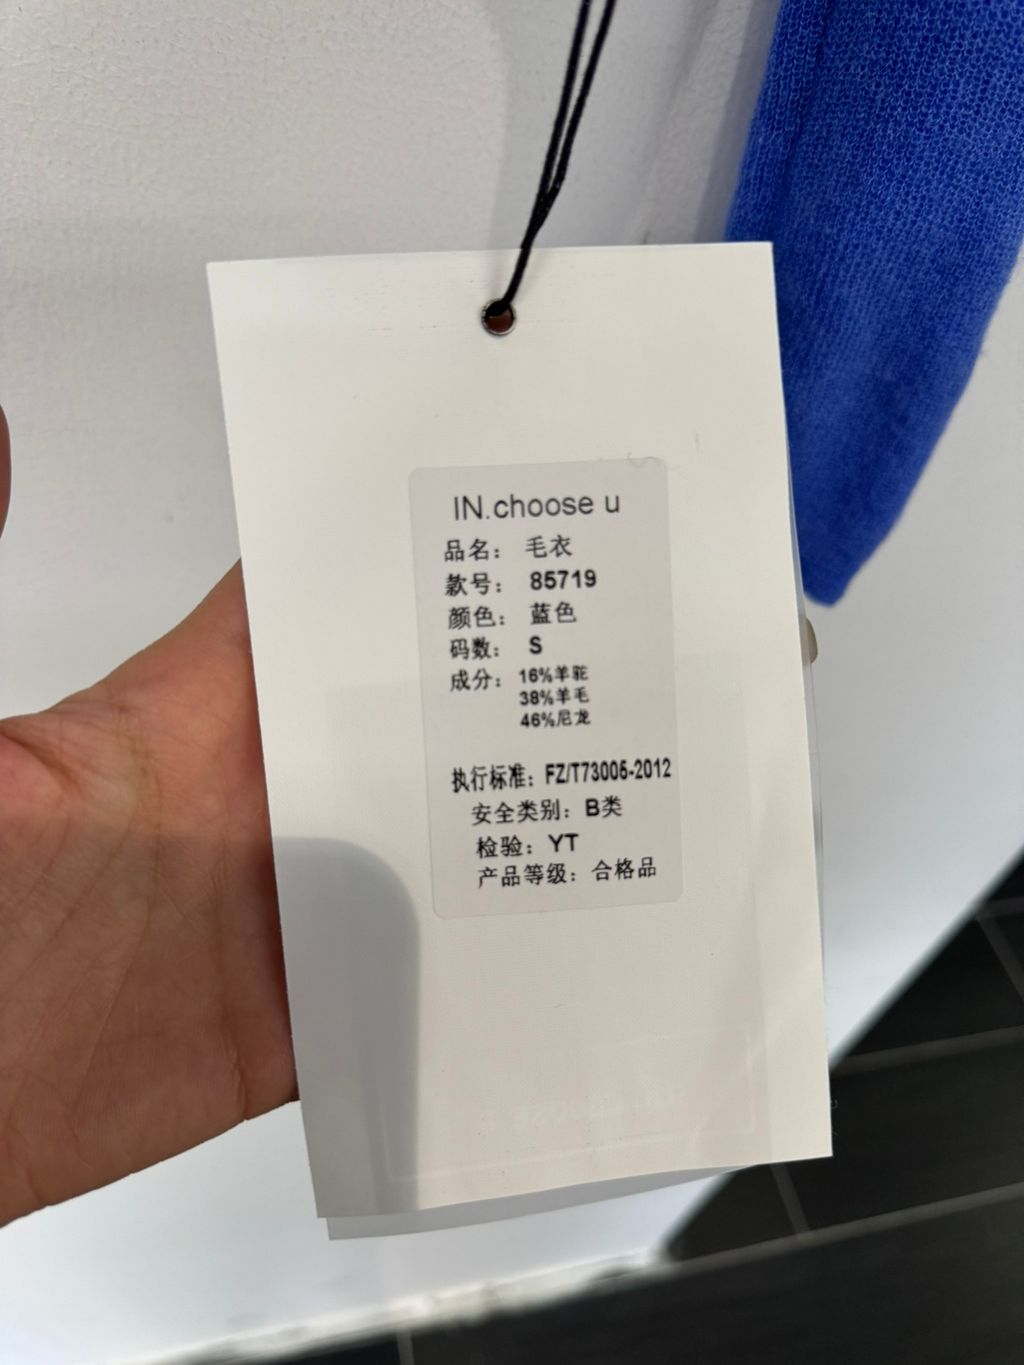 IN.choose u
品名： 毛衣
款号： 85719
颜色： 蓝色
码数： S
成分： 16%羊驼
38%羊毛
46%尼龙
执行标准：FZ/T73005-2012
安全类别：B类
检验：YT
产品等级：合格品